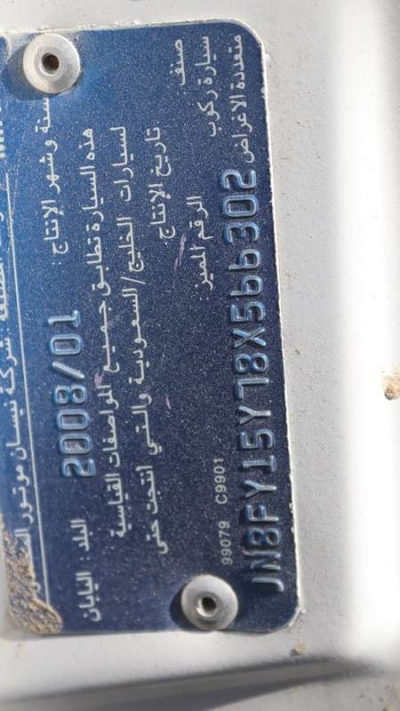 شركة نيسان موتور
سنة وشهر الإنتاج : 2008/01 البلد اليابان
هذه السيارة تطابق جميع المواصفات القياسية
لسيارات الخليج/السعودية والتي أنتجت حتى
تاريخ الإنتاج.
صنف:
سيارة ركوب الرقم المميز :
99079 C9901
متعددة الأغراض JN8FY15Y78X566302